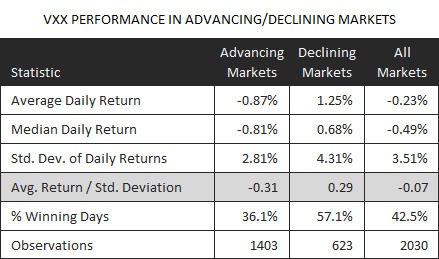 VXX PERFORMANCE IN ADVANCING/DECLINING MARKETS
Statistic Advancing Markets Declining Markets All Markets
Average Daily Return -0.87% 1.25% -0.23%
Median Daily Return -0.81% 0.68% -0.49%
Std. Dev. of Daily Returns 2.81% 4.31% 3.51%
Avg. Return / Std. Deviation -0.31 0.29 -0.07
% Winning Days 36.1% 57.1% 42.5%
Observations 1403 623 2030